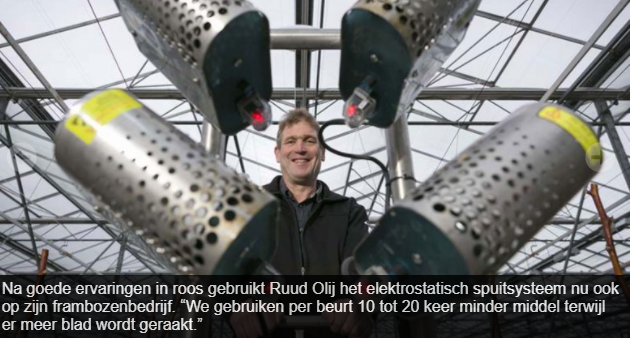 Na goede ervaringen in roos gebruikt Ruud Olij het elektrostatisch spuitsysteem nu ook
op zijn frambozenbedrijf. “We gebruiken per beurt 10 tot 20 keer minder middel terwijl
er meer blad wordt geraakt.”